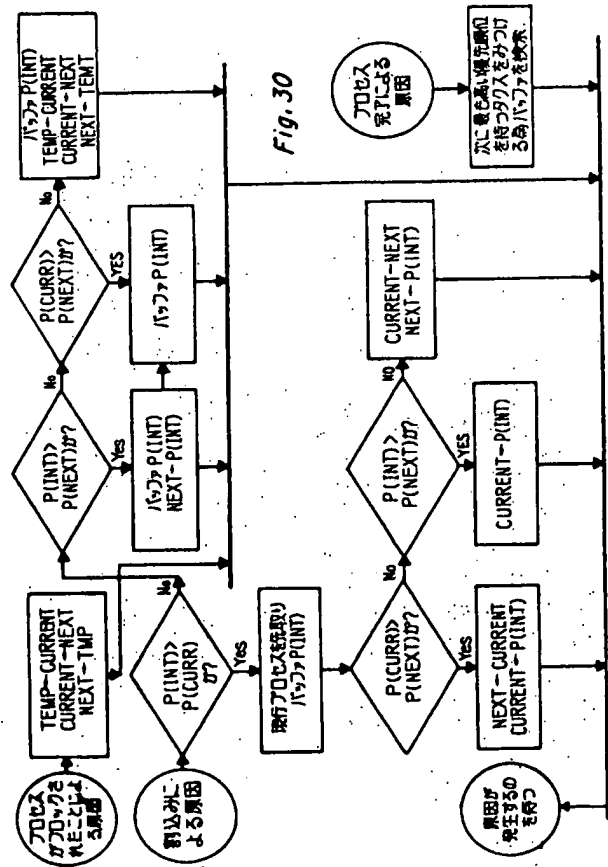 Fig. 30
プロセス
がブロックさ
れたことによ
る原因
TEMP-CURRENT
CURRENT-NEXT
NEXT-TMP
割込みに
よる原因
P(INT)>
P(CURR)
か?
No
Yes
P(INT)>
P(NEXT)か?
No
Yes
バッファP(INT)
NEXT-P(INT)
P(CURR)>
P(NEXT)か?
No
YES
バッファP(INT)
バッファP(INT)
TEMP-CURRENT
CURRENT-NEXT
NEXT-TEMT
現行プロセスを先取り
バッファP(INT)
P(CURR)>
P(NEXT)か?
No
Yes
NEXT-CURRENT
CURRENT-P(INT)
P(INT)>
P(NEXT)か?
NO
YES
CURRENT-P(INT)
CURRENT-NEXT
NEXT-P(INT)
プロセス
完了による
原因
次に最も高い優先順位
を持つタクスをみつけ
る為バッファを検索
原因が
発生するの
を待つ